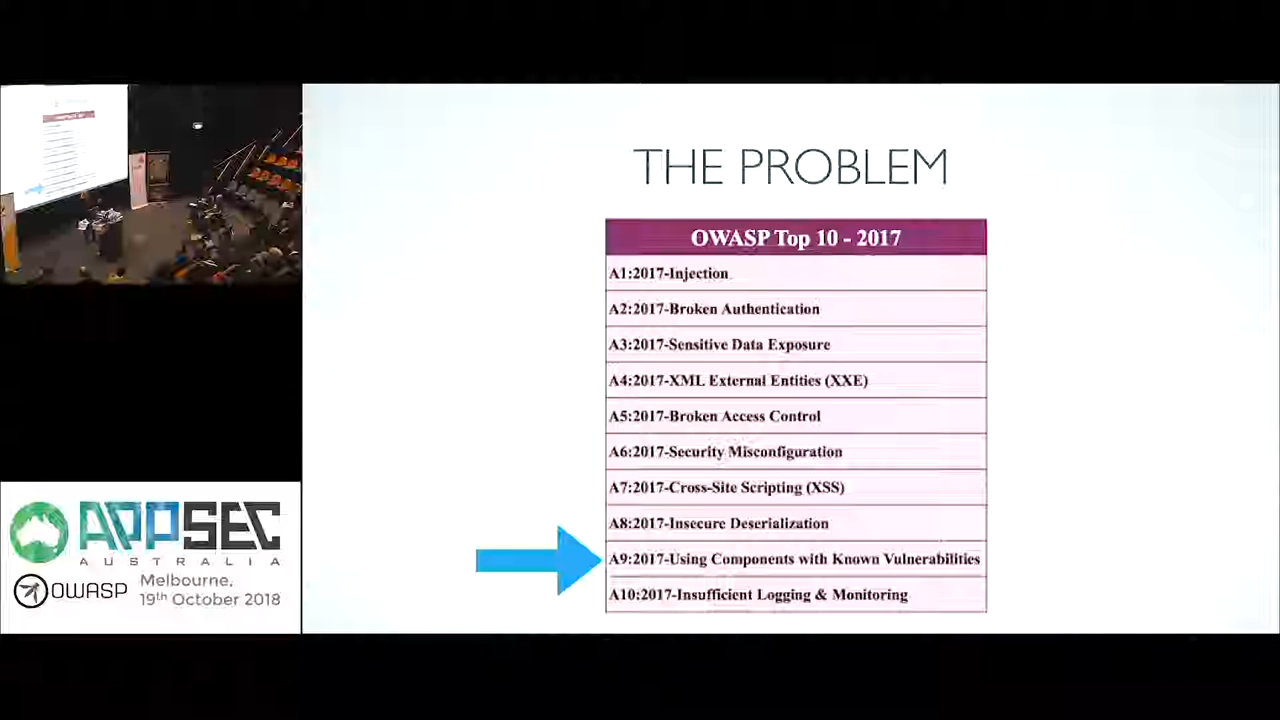 THE PROBLEM
OWASP Top 10 - 2017
A1:2017-Injection
A2:2017-Broken Authentication
A3:2017-Sensitive Data Exposure
A4:2017-XML External Entities (XXE)
A5:2017-Broken Access Control
A6:2017-Security Misconfiguration
A7:2017-Cross-Site Scripting (XSS)
A8:2017-Insecure Deserialization
A9:2017-Using Components with Known Vulnerabilities
A10:2017-Insufficient Logging & Monitoring
APPSEC
AUSTRALIA
OWASP
Melbourne,
19th October 2018